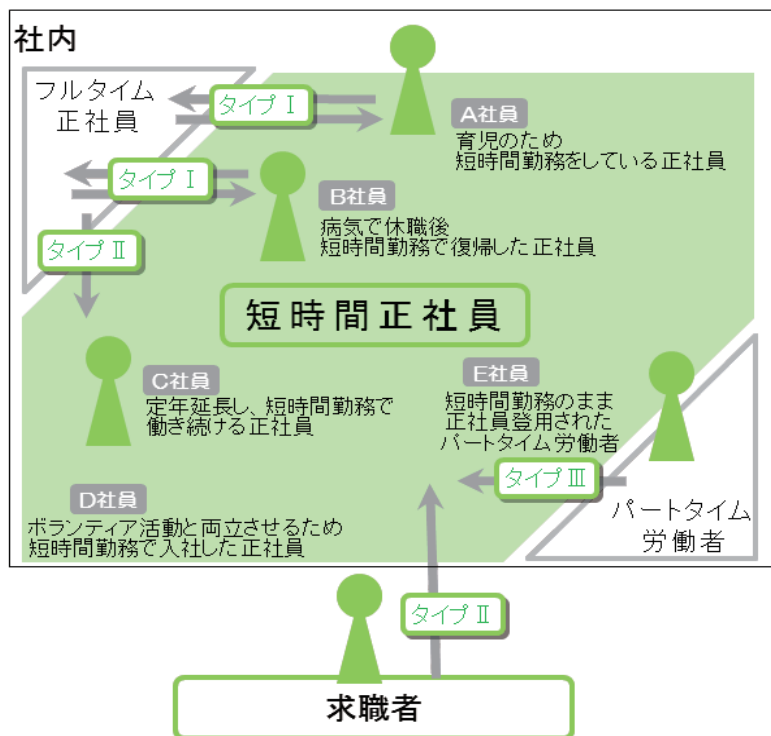 社内
フルタイム
正社員
タイプⅠ
A社員
育児のため
短時間勤務をしている正社員
タイプⅠ
B社員
病気で休職後
短時間勤務で復帰した正社員
タイプⅡ
短時間正社員
C社員
定年延長し、短時間勤務で
働き続ける正社員
E社員
短時間勤務のまま
正社員登用された
パートタイム労働者
タイプⅢ
D社員
ボランティア活動と両立させるため
短時間勤務で入社した正社員
パートタイム
労働者
タイプⅡ
求職者